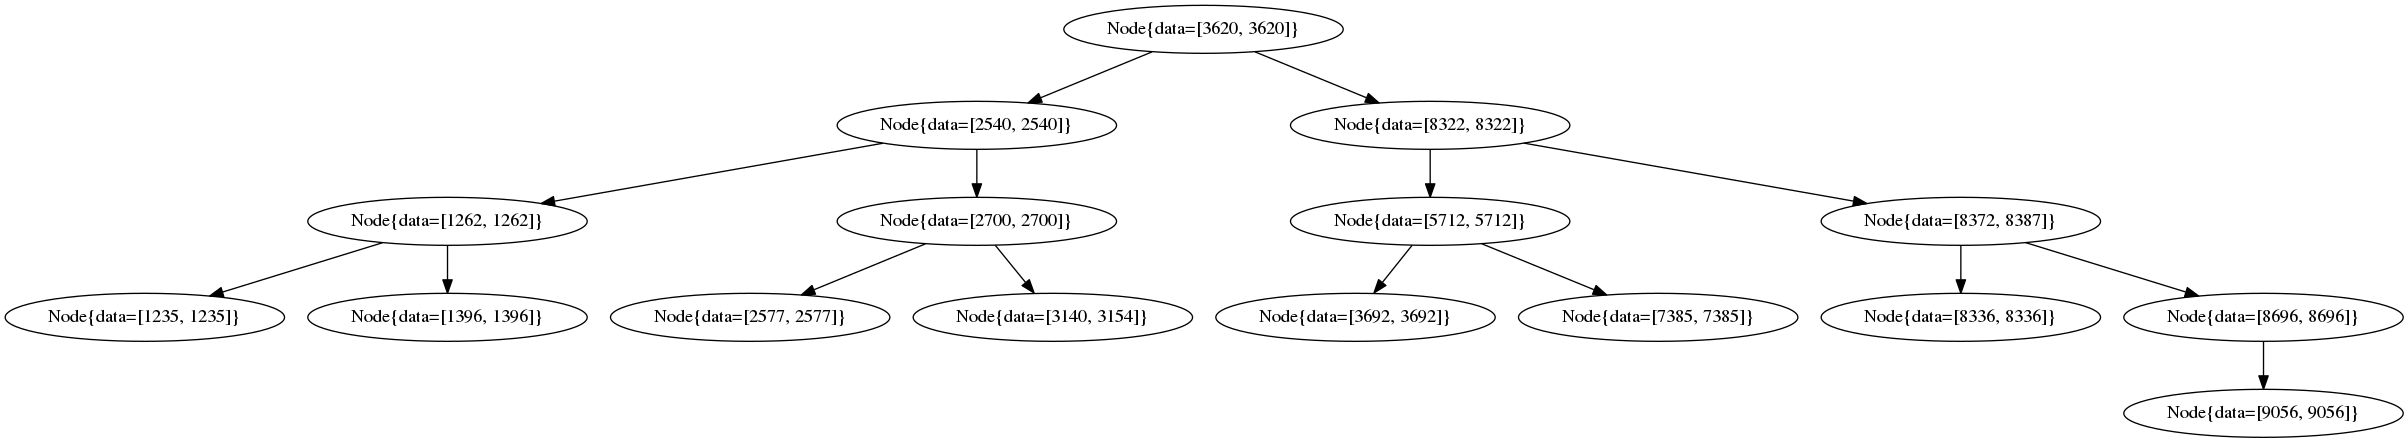 Node{data=[3620, 3620]}
Node{data=[2540, 2540]}
Node{data=[8322, 8322]}
Node{data=[1262, 1262]}
Node{data=[2700, 2700]}
Node{data=[5712, 5712]}
Node{data=[8372, 8387]}
Node{data=[1235, 1235]}
Node{data=[1396, 1396]}
Node{data=[2577, 2577]}
Node{data=[3140, 3154]}
Node{data=[3692, 3692]}
Node{data=[7385, 7385]}
Node{data=[8336, 8336]}
Node{data=[8696, 8696]}
Node{data=[9056, 9056]}